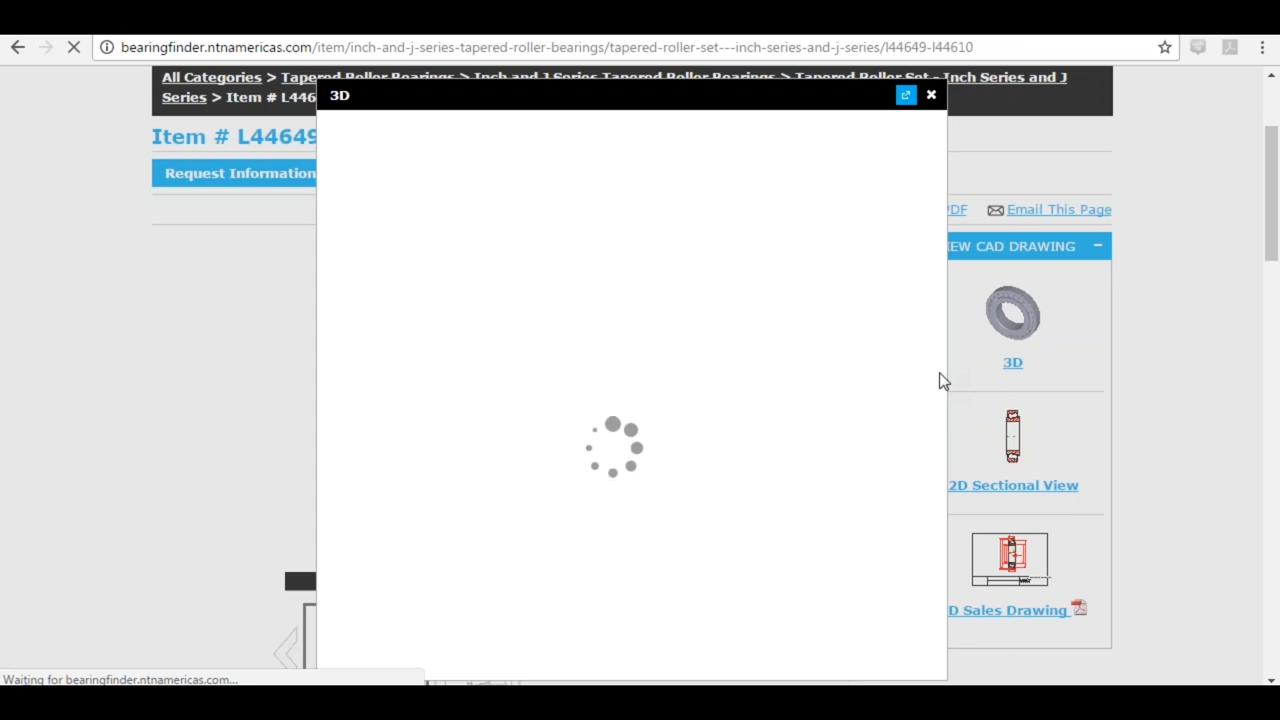 bearingfinder.ntnamericas.com/item/inch-and-j-series-tapered-roller-bearings/tapered-roller-set---inch-series-and-j-series/l44649-l44610
All Categories > Tapered Roller Bearings > Inch and J Series Tapered Roller Bearings > Tapered Roller Set - Inch Series and J
Series > Item # L446
3D
Item # L44649
Request Information
PDF Email This Page
IEW CAD DRAWING −
3D
2D Sectional View
D Sales Drawing
Waiting for bearingfinder.ntnamericas.com...